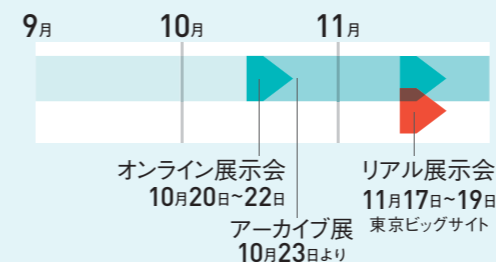 9月 10月 11月
オンライン展示会
10月20日~22日
アーカイブ展
10月23日より
リアル展示会
11月17日~19日
東京ビッグサイト